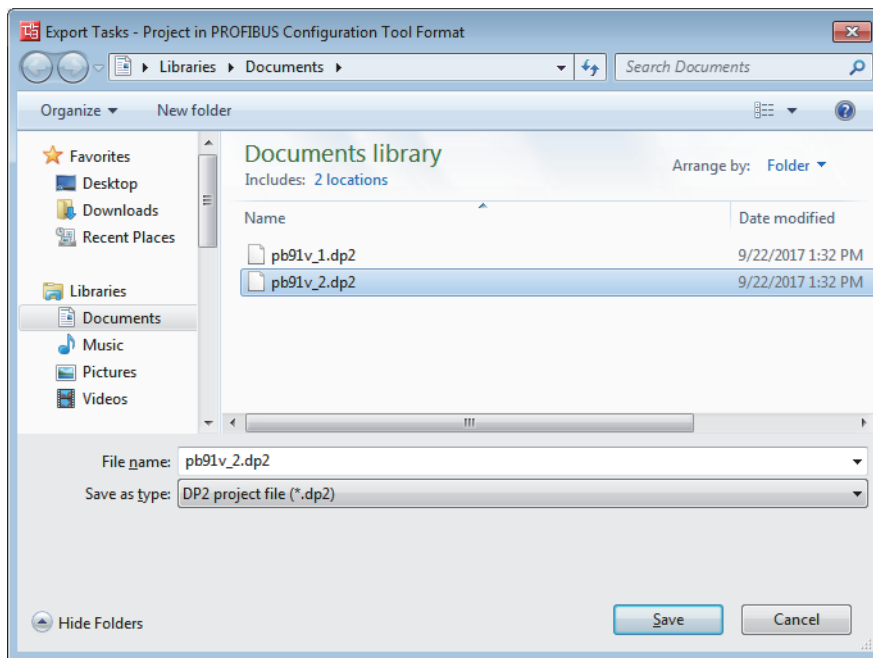 Export Tasks - Project in PROFIBUS Configuration Tool Format
Libraries Documents
Search Documents
Organize New folder
Favorites
Desktop
Downloads
Recent Places
Libraries
Documents
Music
Pictures
Videos
Documents library
Includes: 2 locations
Arrange by: Folder
Name Date modified
pb91v_1.dp2 9/22/2017 1:32 PM
pb91v_2.dp2 9/22/2017 1:32 PM
File name: pb91v_2.dp2
Save as type: DP2 project file (*.dp2)
Hide Folders
Save Cancel